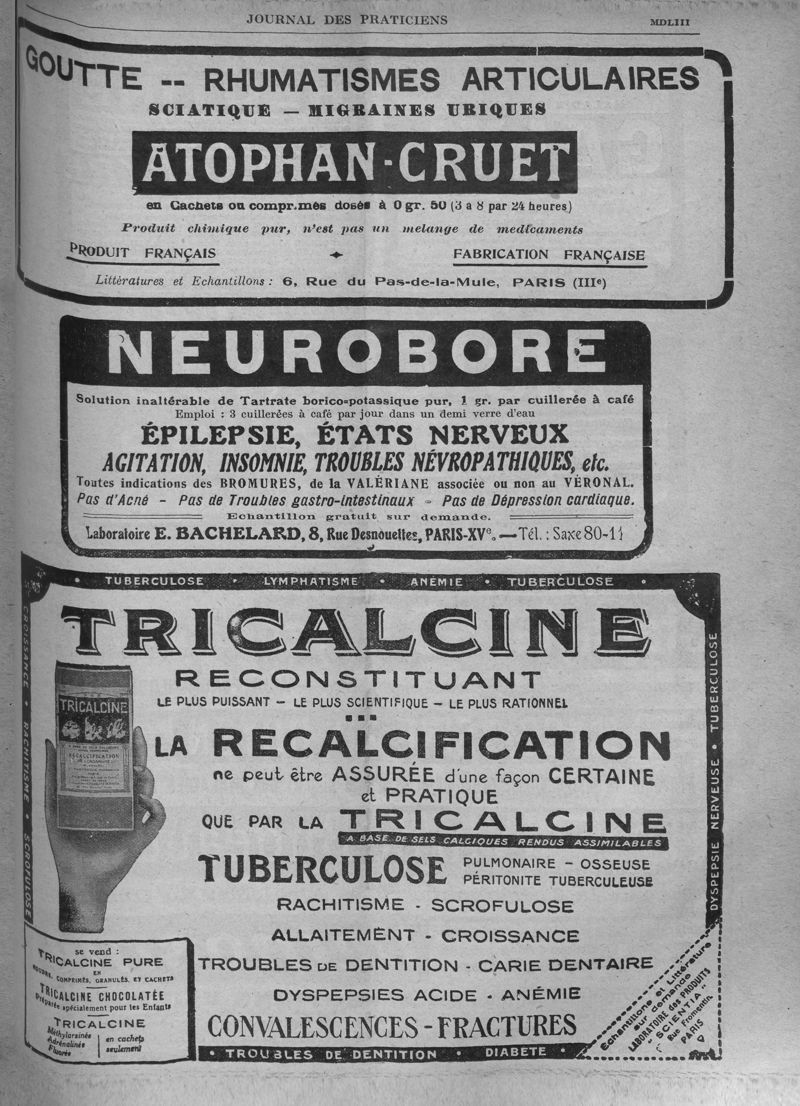 JOURNAL DES PRATICIENS
MDLIII
GOUTTE -- RHUMATISMES ARTICULAIRES
SCIATIQUE — MIGRAINES URIQUES
ATOPHAN-CRUET
en Cachets ou compr.més dosés à 0 gr. 50 (3 a 8 par 24 heures)
Produit chimique pur, n'est pas un melange de medicaments
PRODUIT FRANÇAIS
FABRICATION FRANÇAISE
Littératures et Echantillons : 6, Rue du Pas-de-la-Mule, PARIS (IIIe)
NEUROBORE
Solution inaltérable de Tartrate borico-potassique pur, 1 gr. par cuillerée à café
Emploi : 3 cuillerées à café par jour dans un demi verre d'eau
ÉPILEPSIE, ÉTATS NERVEUX
AGITATION, INSOMNIE, TROUBLES NÉVROPATHIQUES, etc.
Toutes indications des BROMURES, de la VALÉRIANE associée ou non au VÉRONAL.
Pas d'Acné - Pas de Troubles gastro-intestinaux - Pas de Dépression cardiaque.
Echantillon gratuit sur demande.
Laboratoire E. BACHELARD, 8, Rue Desnouettes, PARIS-XVe. — Tél. : Saxe 80-11
TUBERCULOSE • LYMPHATISME • ANÉMIE • TUBERCULOSE •
CROISSANCE • RACHITISME • SCROFULOSE
DYSPEPSIE NERVEUSE • TUBERCULOSE
TRICALCINE
RECONSTITUANT
LE PLUS PUISSANT — LE PLUS SCIENTIFIQUE — LE PLUS RATIONNEL
TRICALCINE
RECALCIFICATION
LA RECALCIFICATION
ne peut être ASSURÉE d'une façon CERTAINE
et PRATIQUE
QUE PAR LA TRICALCINE
A BASE DE SELS CALCIQUES RENDUS ASSIMILABLES
TUBERCULOSE PULMONAIRE - OSSEUSE
PÉRITONITE TUBERCULEUSE
RACHITISME - SCROFULOSE
ALLAITEMENT - CROISSANCE
TROUBLES DE DENTITION - CARIE DENTAIRE
DYSPEPSIES ACIDE - ANÉMIE
CONVALESCENCES - FRACTURES
se vend :
TRICALCINE PURE
EN
POUDRE, COMPRIMÉS, GRANULÉS, ET CACHETS
TRICALCINE CHOCOLATÉE
Préparée spécialement pour les Enfants
TRICALCINE
Méthylarsinée
Adrénalinée
Fluorée
en cachets
seulement
Echantillons et Littérature
sur demande
LABORATOIRE des PRODUITS
"SCIENTIA"
Rue Fromentin
PARIS
• TROUBLES DE DENTITION • DIABETE •